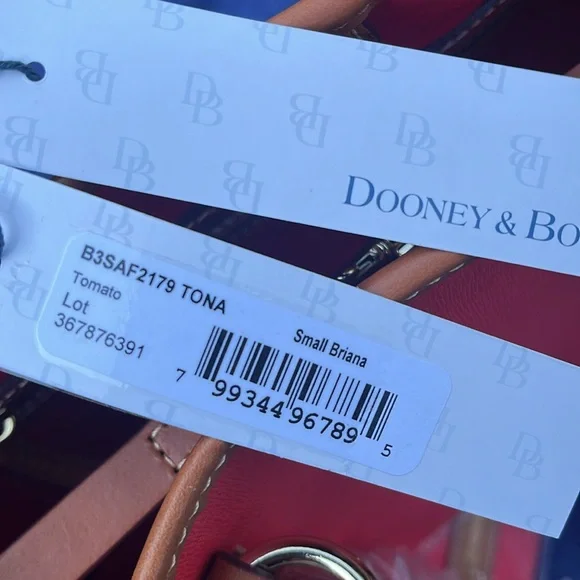 DOONEY & BO
B3SAF2179 TONA
Tomato
Lot
367876391
Small Briana
7 99344 96789 5